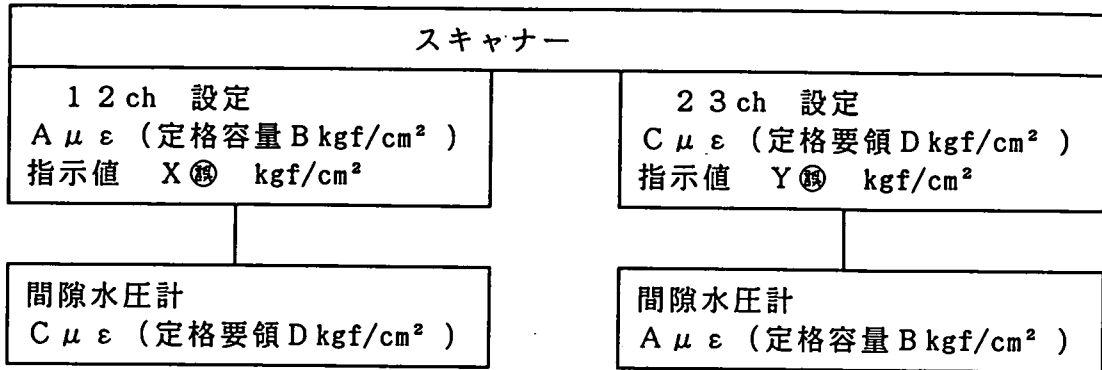 スキャナー
12ch 設定
Aμε(定格容量Bkgf/cm²)
指示値 X㊡ kgf/cm²
23ch 設定
Cμε(定格要領Dkgf/cm²)
指示値 Y kgf/cm²
間隙水圧計
Cμε(定格要領Dkgf/cm²)
間隙水圧計
Aμε(定格容量Bkgf/cm²)